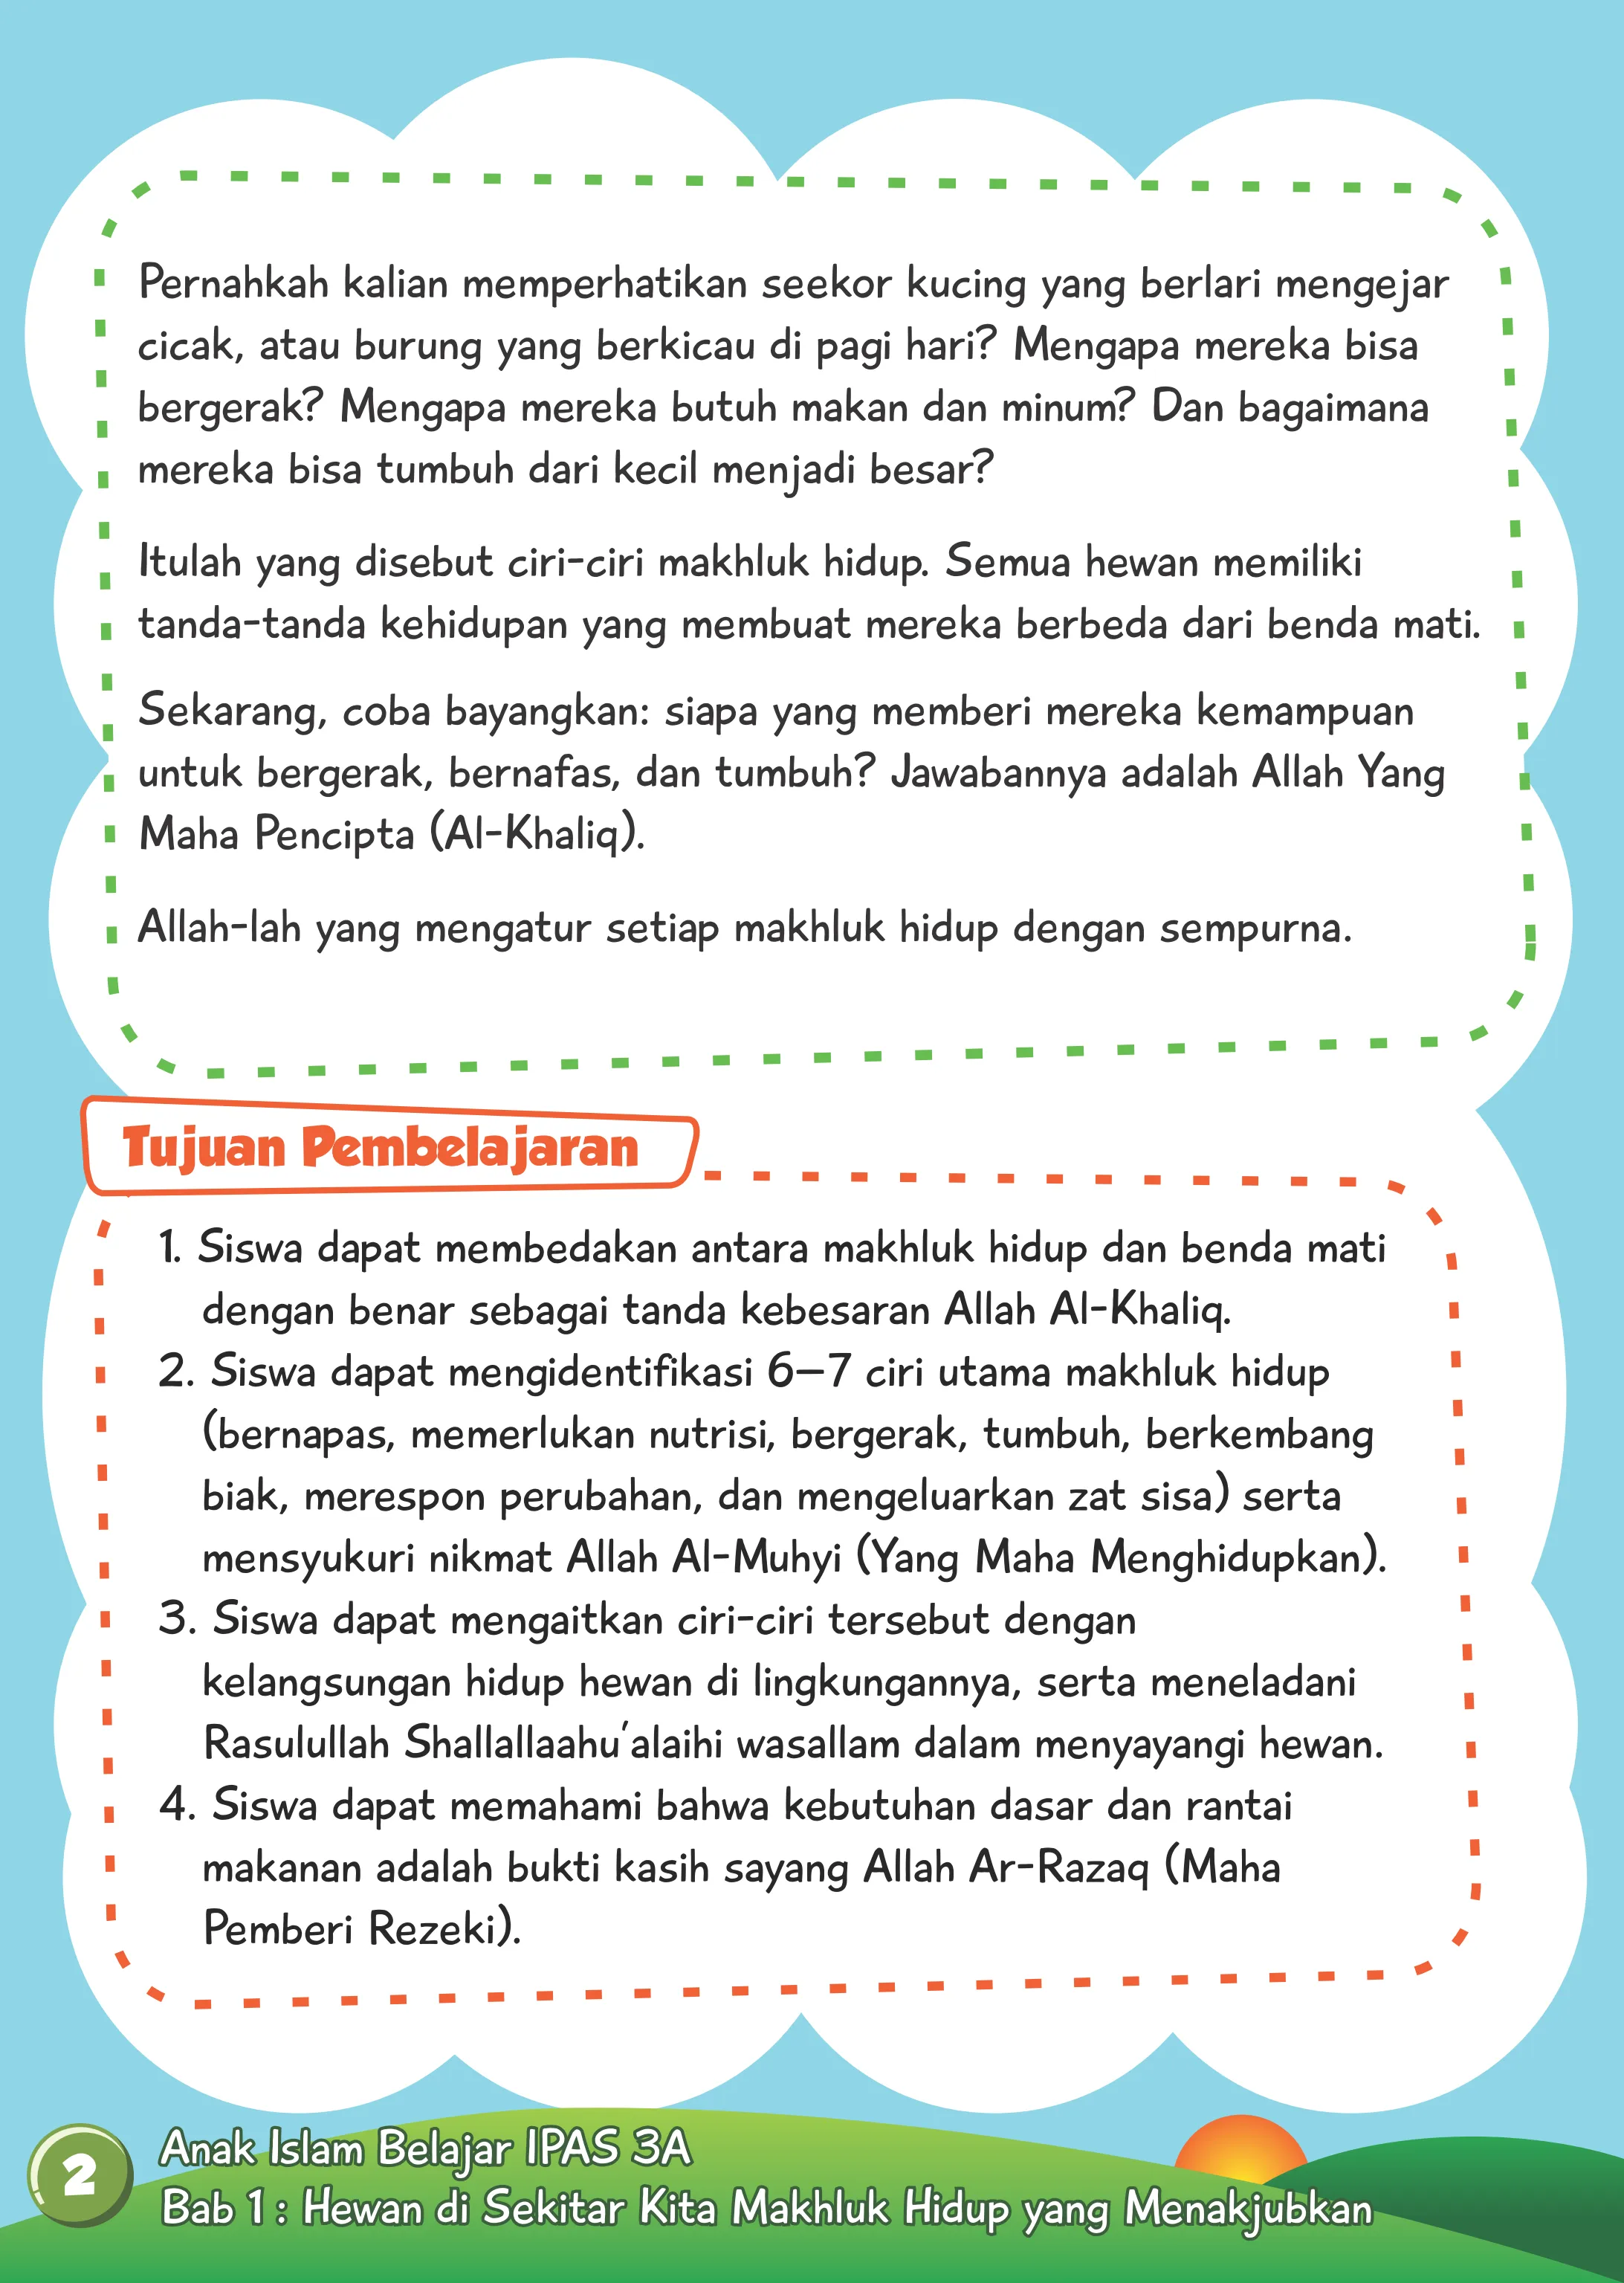 Pernahkah kalian memperhatikan seekor kucing yang berlari mengejar
cicak, atau burung yang berkicau di pagi hari? Mengapa mereka bisa
bergerak? Mengapa mereka butuh makan dan minum? Dan bagaimana
mereka bisa tumbuh dari kecil menjadi besar?
Itulah yang disebut ciri-ciri makhluk hidup. Semua hewan memiliki
tanda-tanda kehidupan yang membuat mereka berbeda dari benda mati.
Sekarang, coba bayangkan: siapa yang memberi mereka kemampuan
untuk bergerak, bernafas, dan tumbuh? Jawabannya adalah Allah Yang
Maha Pencipta (Al-Khaliq).
Allah-lah yang mengatur setiap makhluk hidup dengan sempurna.
Tujuan Pembelajaran
1. Siswa dapat membedakan antara makhluk hidup dan benda mati
dengan benar sebagai tanda kebesaran Allah Al-Khaliq.
2. Siswa dapat mengidentifikasi 6–7 ciri utama makhluk hidup
(bernapas, memerlukan nutrisi, bergerak, tumbuh, berkembang
biak, merespon perubahan, dan mengeluarkan zat sisa) serta
mensyukuri nikmat Allah Al-Muhyi (Yang Maha Menghidupkan).
3. Siswa dapat mengaitkan ciri-ciri tersebut dengan
kelangsungan hidup hewan di lingkungannya, serta meneladani
Rasulullah Shallallaahu'alaihi wasallam dalam menyayangi hewan.
4. Siswa dapat memahami bahwa kebutuhan dasar dan rantai
makanan adalah bukti kasih sayang Allah Ar-Razaq (Maha
Pemberi Rezeki).
2
Anak Islam Belajar IPAS 3A
Bab 1 : Hewan di Sekitar Kita Makhluk Hidup yang Menakjubkan